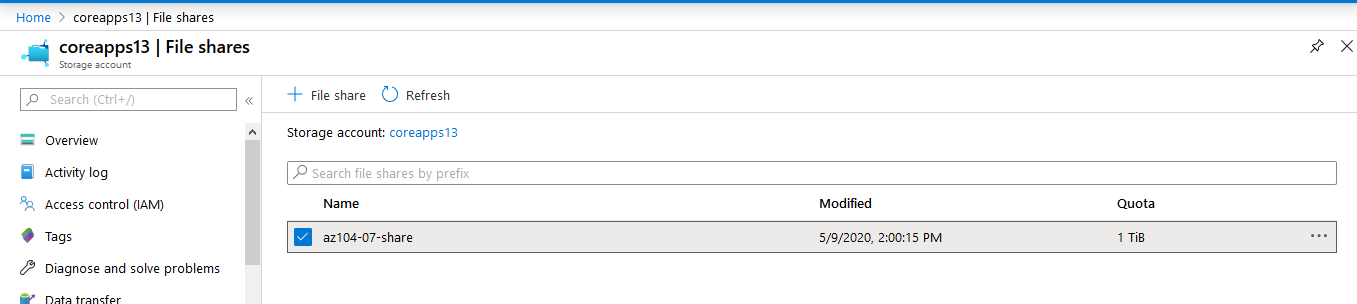 Home > coreapps13 | File shares
coreapps13 | File shares
Storage account
Search (Ctrl+/)
«
File share
Refresh
Overview
Storage account: coreapps13
Activity log
Search file shares by prefix
Access control (IAM)
Name Modified Quota
Tags
az104-07-share 5/9/2020, 2:00:15 PM 1 TiB ...
Diagnose and solve problems
Data transfer